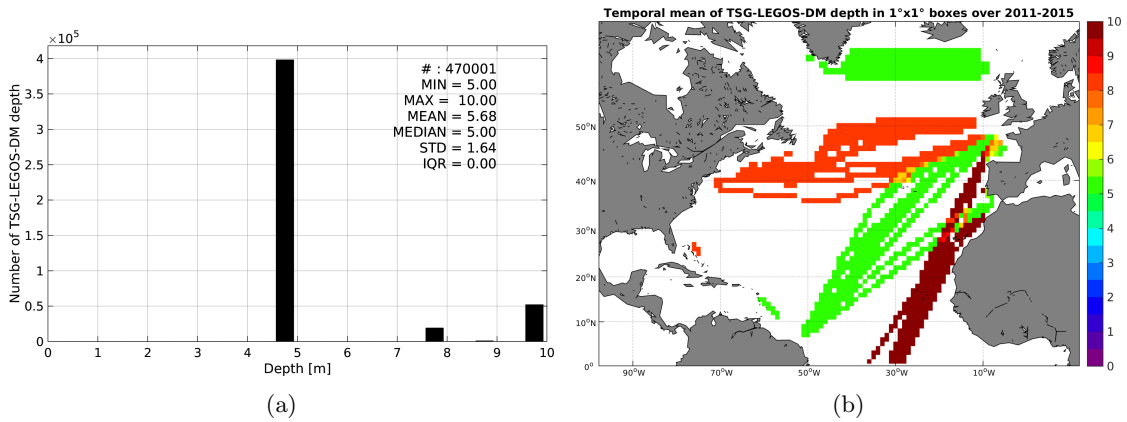 ×10⁵
4
3.5
3
2.5
2
1.5
1
0.5
0
Number of TSG-LEGOS-DM depth
# : 470001
MIN = 5.00
MAX = 10.00
MEAN = 5.68
MEDIAN = 5.00
STD = 1.64
IQR = 0.00
0 1 2 3 4 5 6 7 8 9 10
Depth [m]
(a)
Temporal mean of TSG-LEGOS-DM depth in 1°x1° boxes over 2011-2015
50°N
40°N
30°N
20°N
10°N
0°
90°W 70°W 50°W 30°W 10°W
10
9
8
7
6
5
4
3
2
1
0
(b)